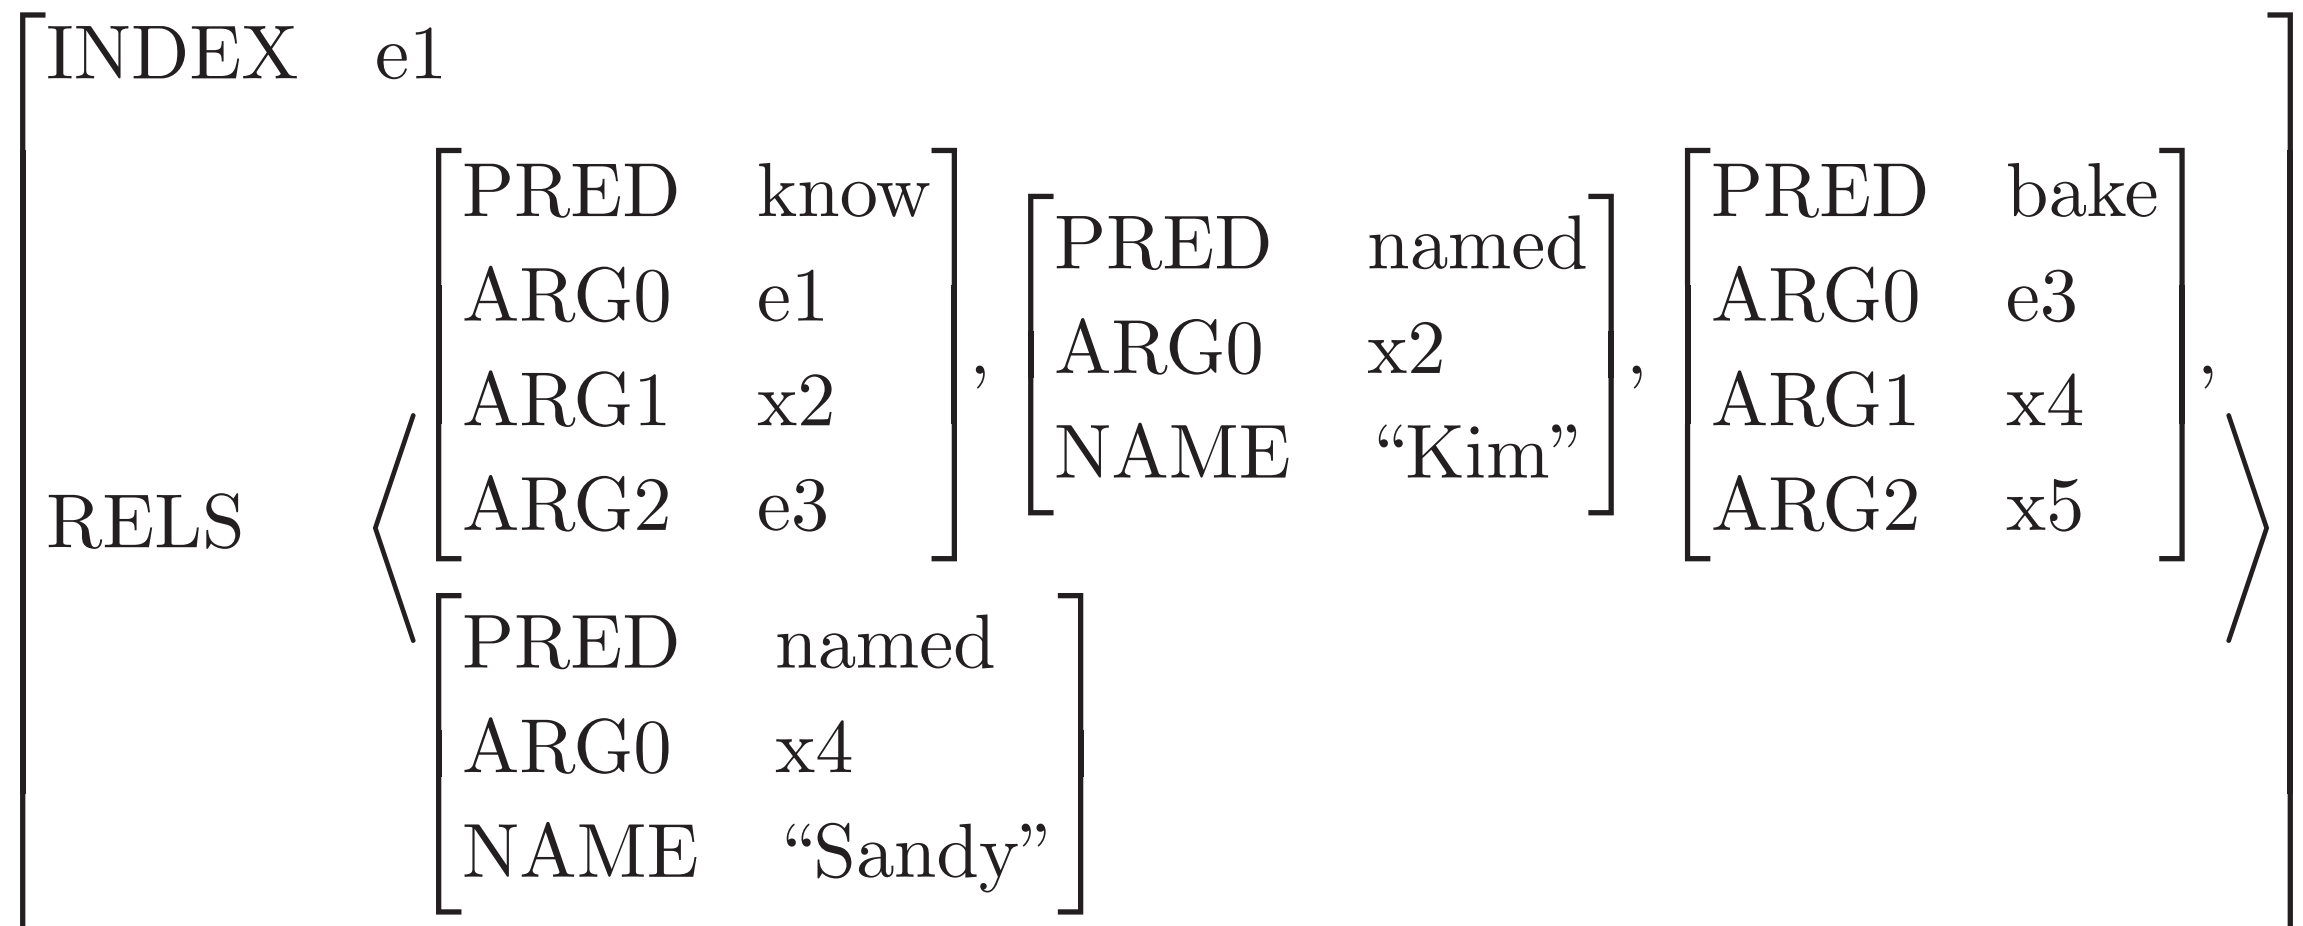 INDEX e1
PRED know PRED bake
PRED named
ARG0 e1 ARG0 e3
ARG0 x2
, , ,
ARG1 x2 ARG1 x4
NAME “Kim”
ARG2 e3 ARG2 x5
RELS
PRED named
ARG0 x4
NAME “Sandy”